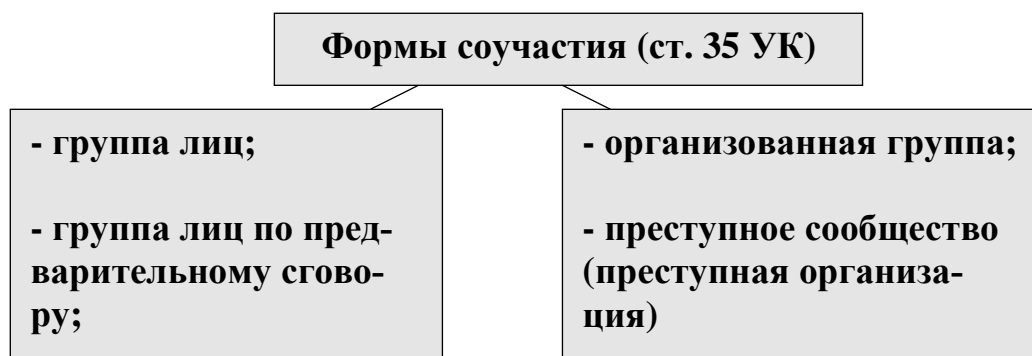 Формы соучастия (ст. 35 УК)
- группа лиц;
- группа лиц по пред-
варительному сгово-
ру;
- организованная группа;
- преступное сообщество
(преступная организа-
ция)